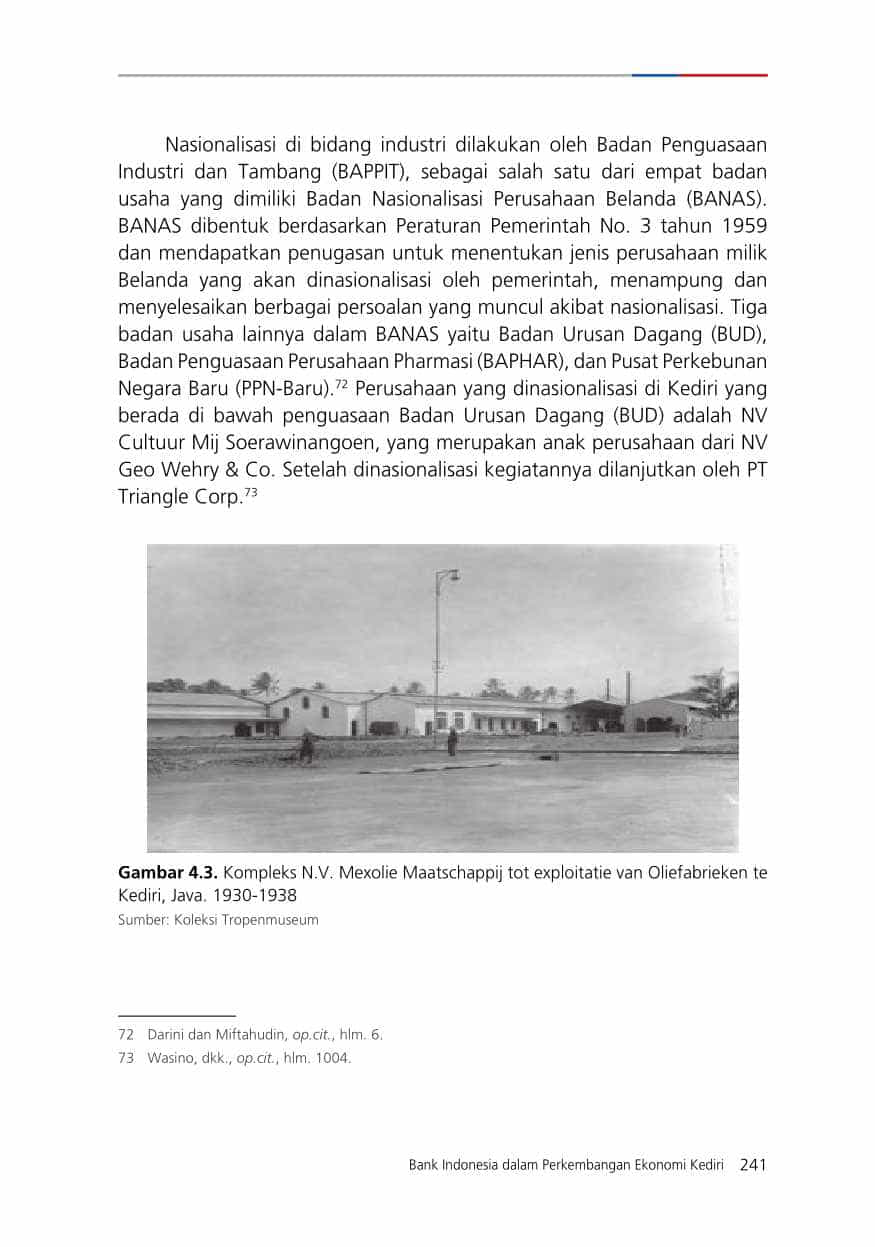 Nasionalisasi di bidang industri dilakukan oleh Badan Penguasaan
Industri dan Tambang (BAPPIT), sebagai salah satu dari empat badan
usaha yang dimiliki Badan Nasionalisasi Perusahaan Belanda (BANAS).
BANAS dibentuk berdasarkan Peraturan Pemerintah No. 3 tahun 1959
dan mendapatkan penugasan untuk menentukan jenis perusahaan milik
Belanda yang akan dinasionalisasi oleh pemerintah, menampung dan
menyelesaikan berbagai persoalan yang muncul akibat nasionalisasi. Tiga
badan usaha lainnya dalam BANAS yaitu Badan Urusan Dagang (BUD),
Badan Penguasaan Perusahaan Pharmasi (BAPHAR), dan Pusat Perkebunan
Negara Baru (PPN-Baru).72 Perusahaan yang dinasionalisasi di Kediri yang
berada di bawah penguasaan Badan Urusan Dagang (BUD) adalah NV
Cultuur Mij Soerawinangoen, yang merupakan anak perusahaan dari NV
Geo Wehry & Co. Setelah dinasionalisasi kegiatannya dilanjutkan oleh PT
Triangle Corp.73
Gambar 4.3. Kompleks N.V. Mexolie Maatschappij tot exploitatie van Oliefabrieken te
Kediri, Java. 1930-1938
Sumber: Koleksi Tropenmuseum
72 Darini dan Miftahudin, op.cit., hlm. 6.
73 Wasino, dkk., op.cit., hlm. 1004.
Bank Indonesia dalam Perkembangan Ekonomi Kediri 241